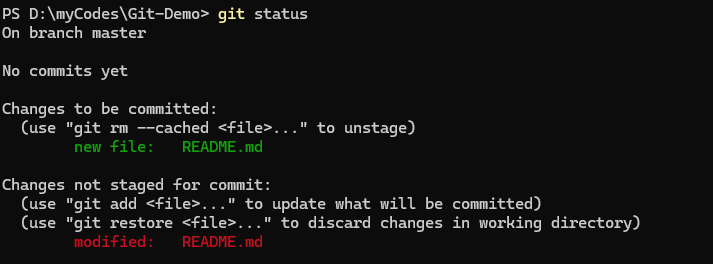 PS D:\myCodes\Git-Demo> git status
On branch master
No commits yet
Changes to be committed:
(use "git rm --cached <file>..." to unstage)
new file: README.md
Changes not staged for commit:
(use "git add <file>..." to update what will be committed)
(use "git restore <file>..." to discard changes in working directory)
modified: README.md